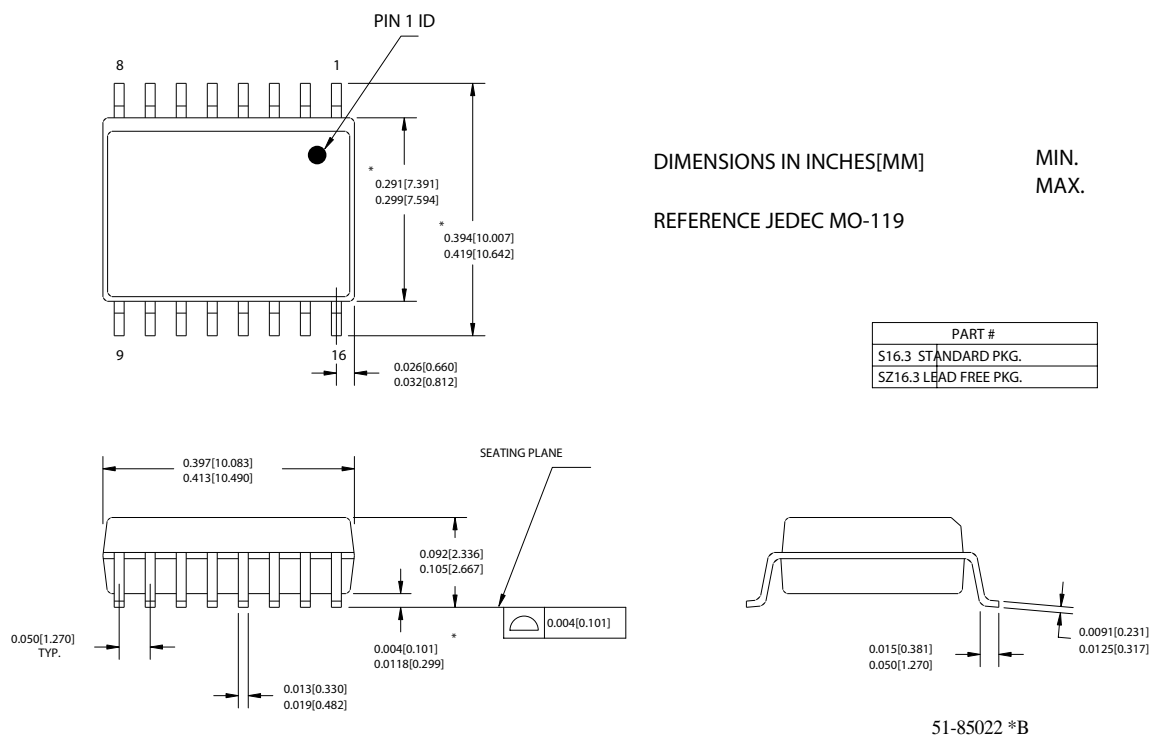 PIN 1 ID
8
1
DIMENSIONS IN INCHES[MM]
MIN.
MAX.
REFERENCE JEDEC MO-119
*
0.291[7.391]
0.299[7.594]
*
0.394[10.007]
0.419[10.642]
PART #
S16.3 STANDARD PKG.
SZ16.3 LEAD FREE PKG.
9
16
0.026[0.660]
0.032[0.812]
SEATING PLANE
0.397[10.083]
0.413[10.490]
0.092[2.336]
0.105[2.667]
0.004[0.101]
0.050[1.270]
TYP.
*
0.004[0.101]
0.0118[0.299]
0.013[0.330]
0.019[0.482]
0.015[0.381]
0.050[1.270]
0.0091[0.231]
0.0125[0.317]
51-85022 *B